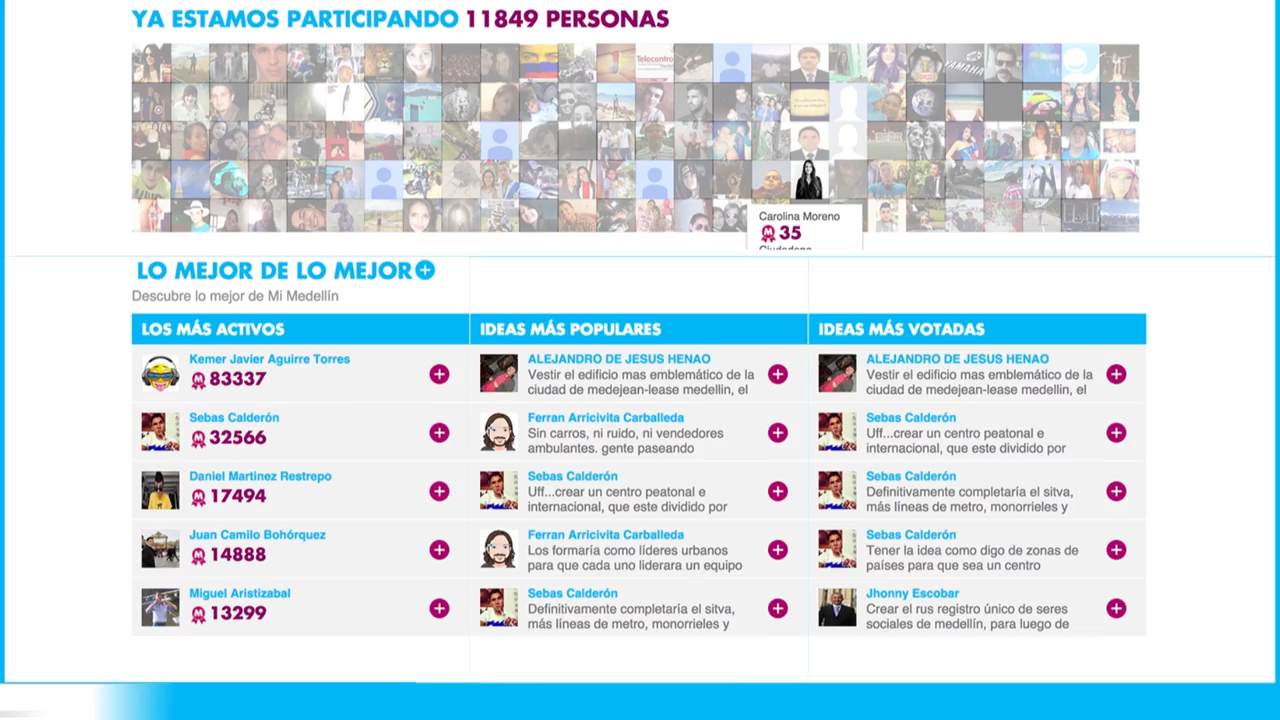 YA ESTAMOS PARTICIPANDO 11849 PERSONAS
Telecentro
YAMAHA
Carolina Moreno
35
Ciudadano
LO MEJOR DE LO MEJOR
Descubre lo mejor de Mi Medellín
LOS MÁS ACTIVOS
Kemer Javier Aguirre Torres
83337
Sebas Calderón
32566
Daniel Martinez Restrepo
17494
Juan Camilo Bohórquez
14888
Miguel Aristizabal
13299
IDEAS MÁS POPULARES
ALEJANDRO DE JESUS HENAO
Vestir el edificio mas emblemático de la
ciudad de medejean-lease medellin, el
Ferran Arricivita Carballeda
Sin carros, ni ruido, ni vendedores
ambulantes. gente paseando
Sebas Calderón
Uff...crear un centro peatonal e
internacional, que este dividido por
Ferran Arricivita Carballeda
Los formaría como líderes urbanos
para que cada uno liderara un equipo
Sebas Calderón
Definitivamente completaría el sitva,
más líneas de metro, monorrieles y
IDEAS MÁS VOTADAS
ALEJANDRO DE JESUS HENAO
Vestir el edificio mas emblemático de la
ciudad de medejean-lease medellin, el
Sebas Calderón
Uff...crear un centro peatonal e
internacional, que este dividido por
Sebas Calderón
Definitivamente completaría el sitva,
más líneas de metro, monorrieles y
Sebas Calderón
Tener la idea como digo de zonas de
países para que sea un centro
Jhonny Escobar
Crear el rus registro único de seres
sociales de medellín, para luego de